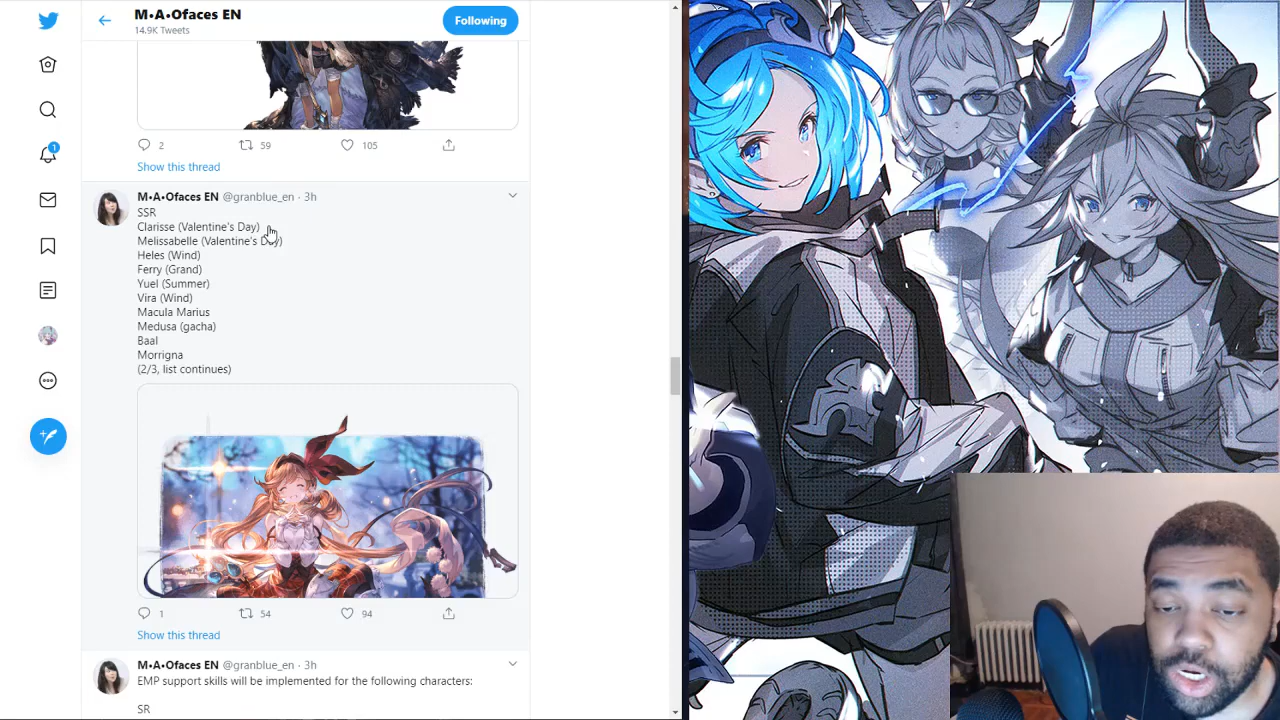 M•A•Ofaces EN
14.9K Tweets
Following
2
59
105
Show this thread
M•A•Ofaces EN @granblue_en · 3h
SSR
Clarisse (Valentine's Day)
Melissabelle (Valentine's Day)
Heles (Wind)
Ferry (Grand)
Yuel (Summer)
Vira (Wind)
Macula Marius
Medusa (gacha)
Baal
Morrigna
(2/3, list continues)
1
54
94
Show this thread
M•A•Ofaces EN @granblue_en · 3h
EMP support skills will be implemented for the following characters:
SR
1